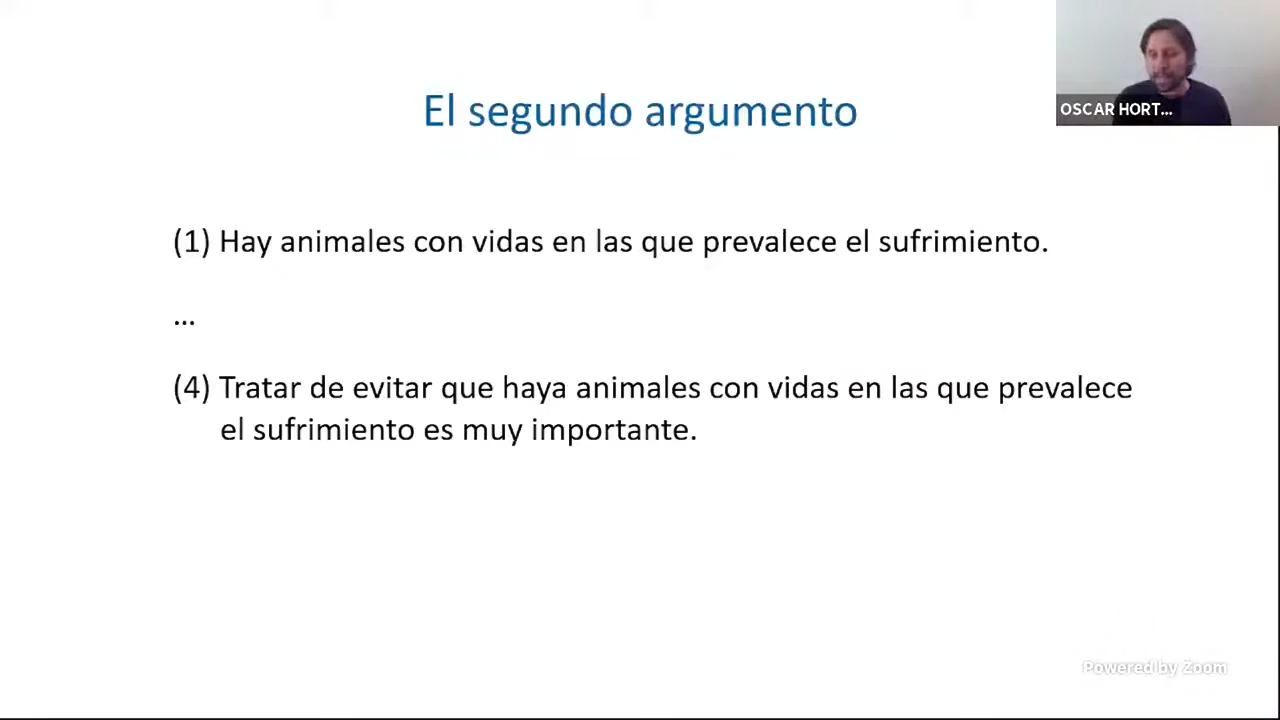 OSCAR HORT...
El segundo argumento
(1) Hay animales con vidas en las que prevalece el sufrimiento.
...
(4) Tratar de evitar que haya animales con vidas en las que prevalece
el sufrimiento es muy importante.
Powered by Zoom